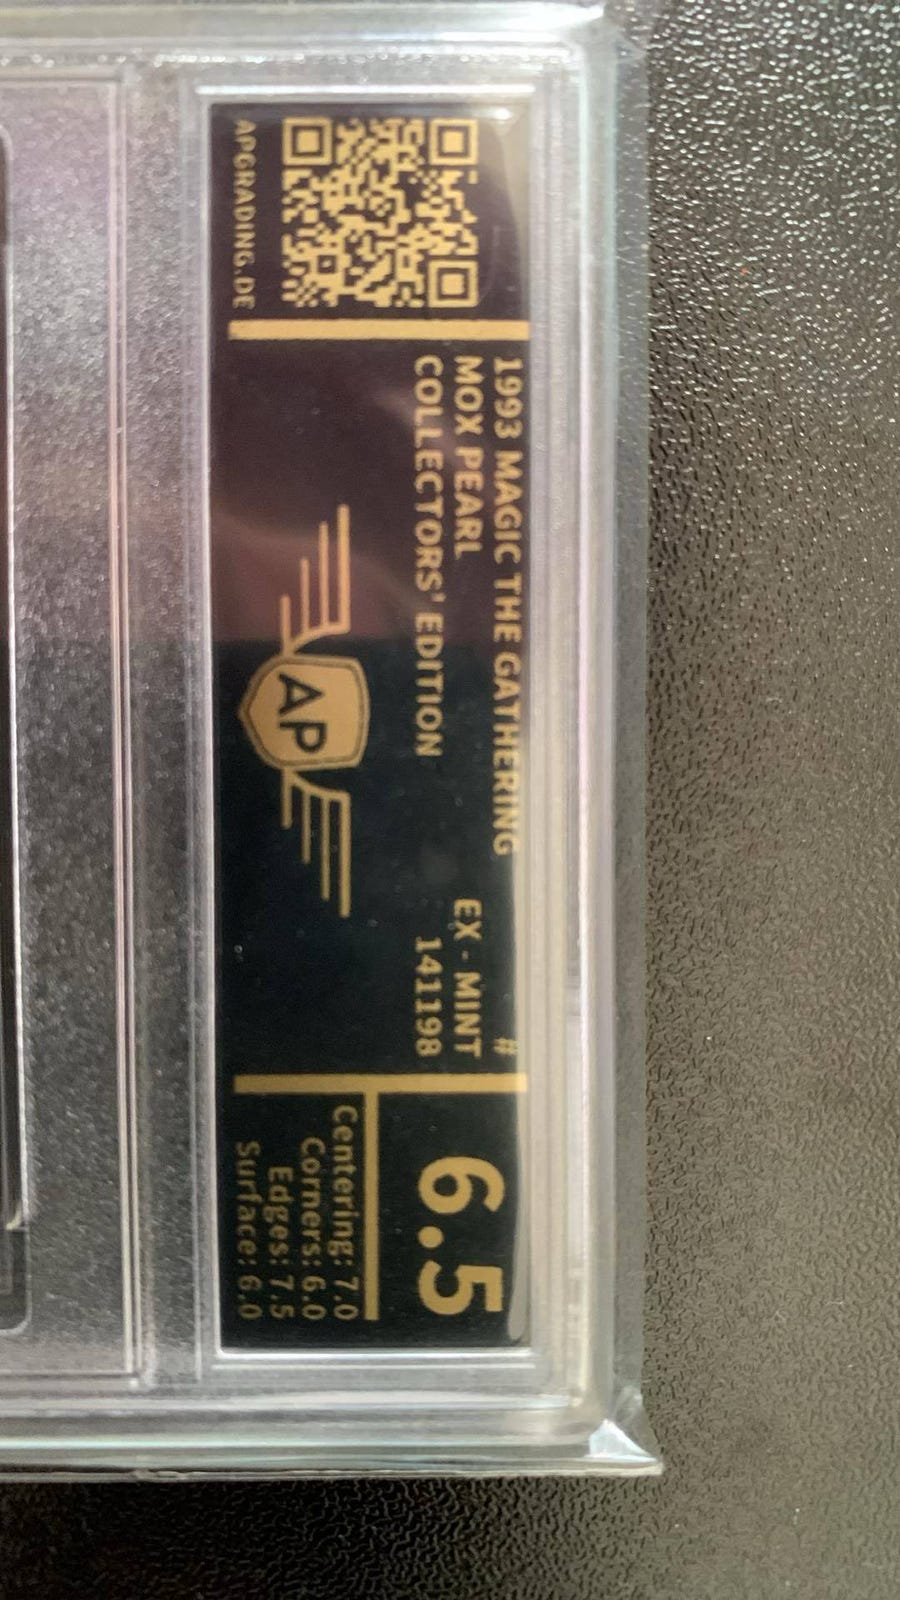 APGRADING.DE
1993 MAGIC THE GATHERING
MOX PEARL
COLLECTORS' EDITION
#
EX - MINT
141198
AP
6.5
Centering: 7.0
Corners: 6.0
Edges: 7.5
Surface: 6.0